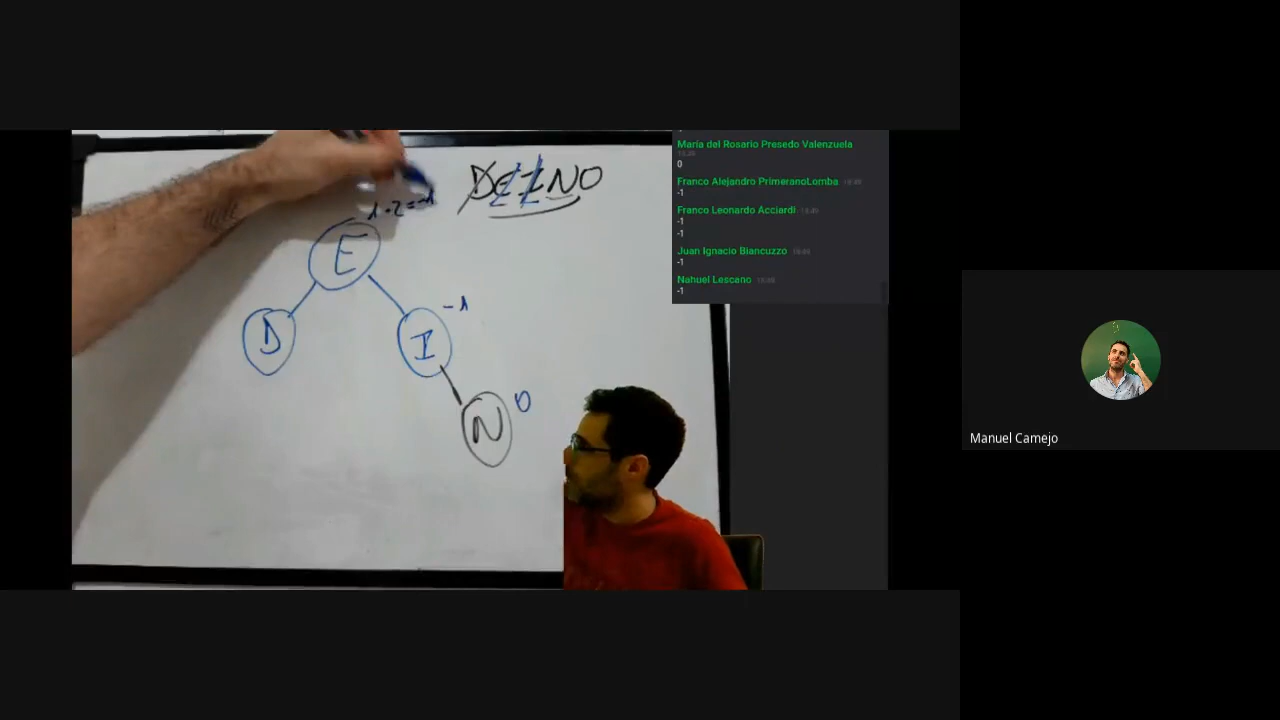 1-2=-1
DEINO
E
D
I
-1
N
0
María del Rosario Presedo Valenzuela
0
Franco Alejandro PrimeranoLomba
-1
Franco Leonardo Acciardi
-1
-1
Juan Ignacio Biancuzzo
-1
Nahuel Lescano
-1
Manuel Camejo